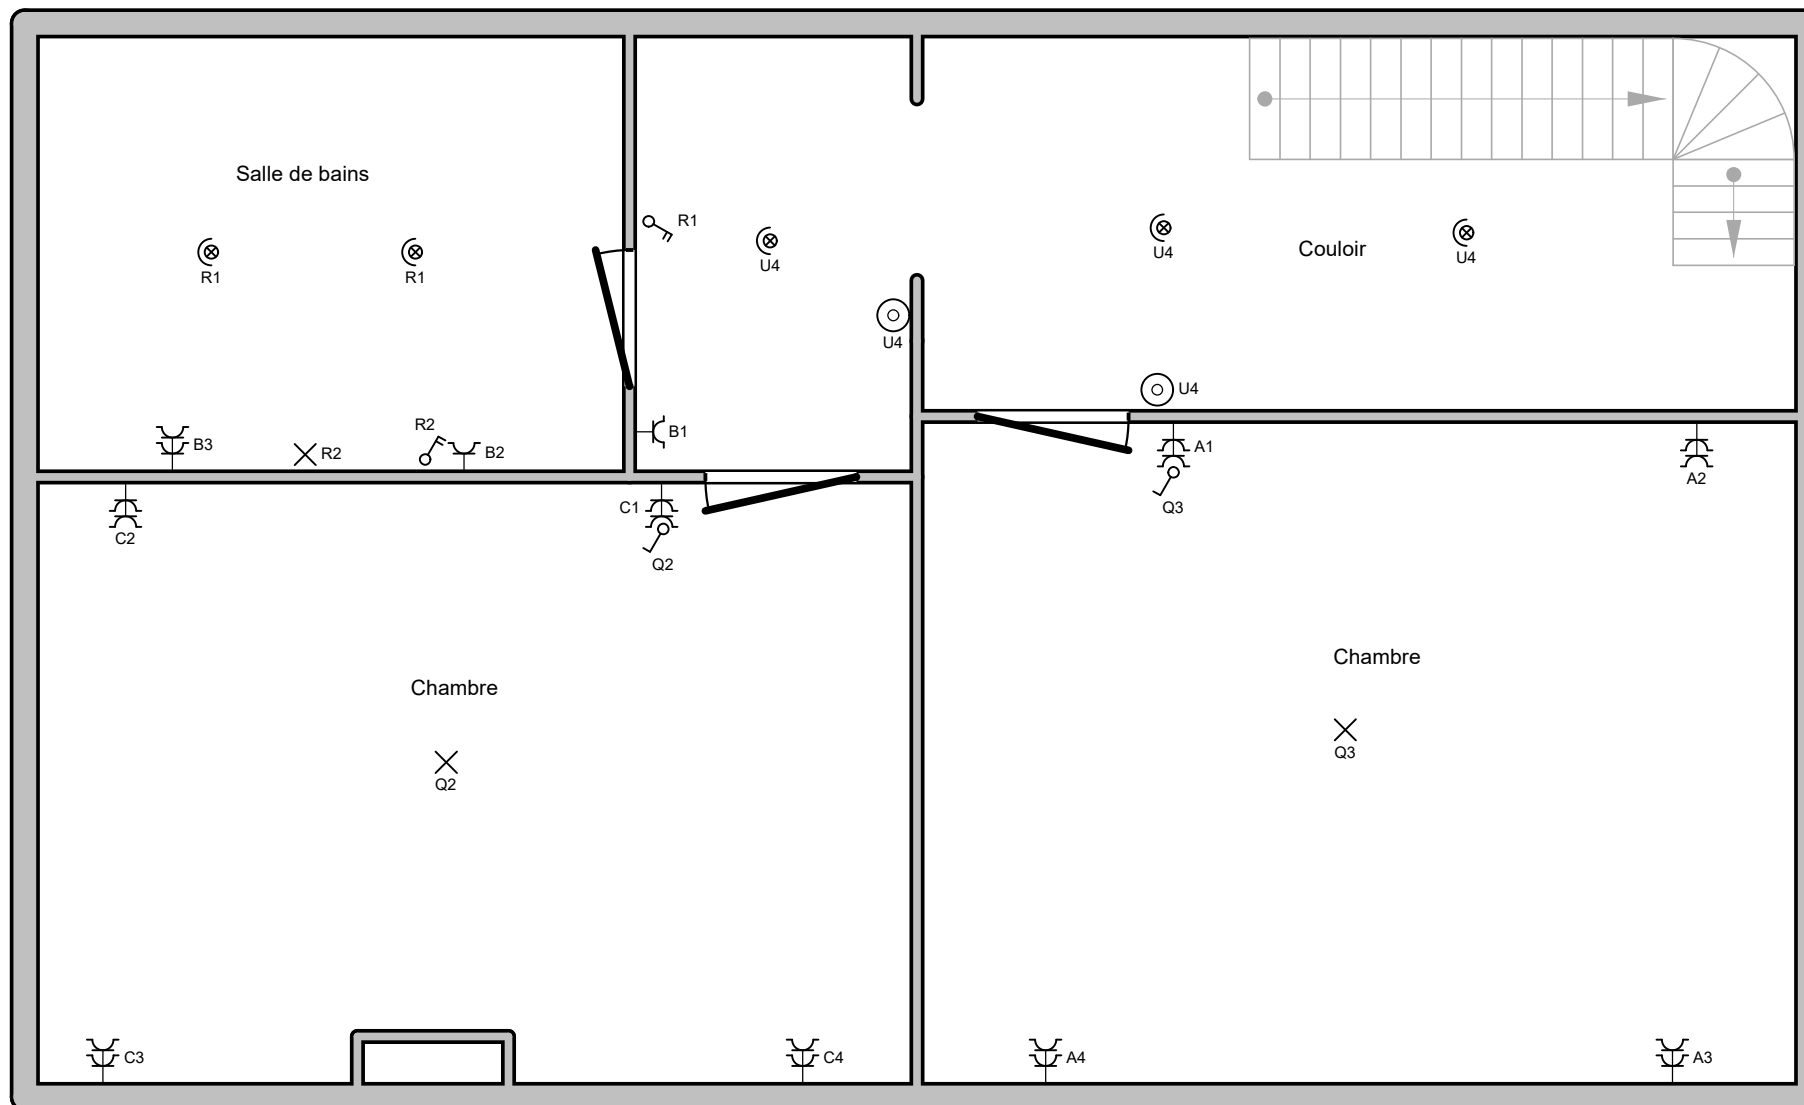 Salle de bains
R1
U4
U4
Couloir
U4
R1
R1
U4
U4
R2
B3
R2
B2
B1
A1
A2
C1
C2
Q3
Q2
Chambre
Chambre
Q3
Q2
C3
C4
A4
A3